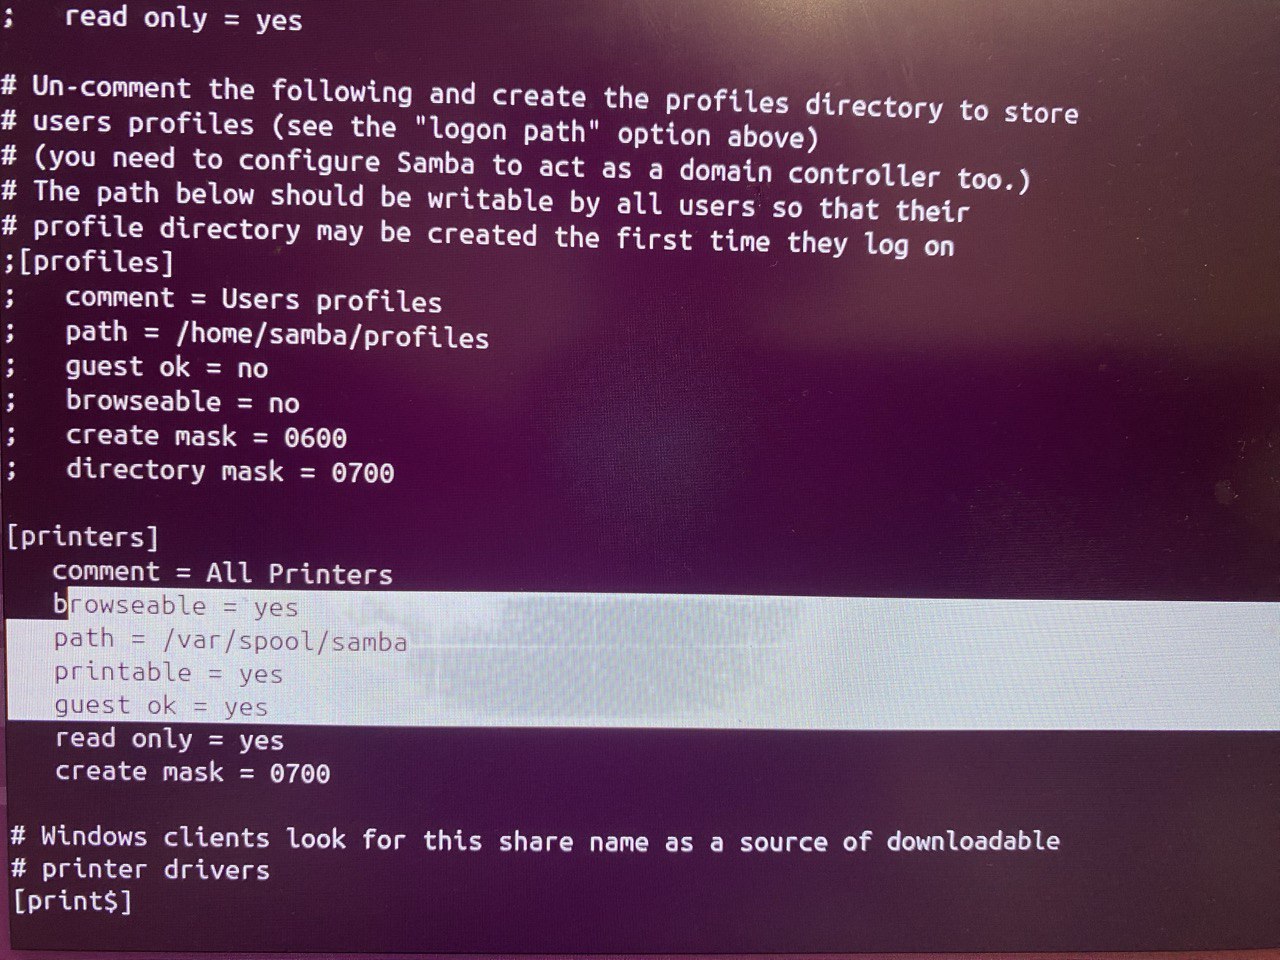 ;   read only = yes

# Un-comment the following and create the profiles directory to store
# users profiles (see the "logon path" option above)
# (you need to configure Samba to act as a domain controller too.)
# The path below should be writable by all users so that their
# profile directory may be created the first time they log on
;[profiles]
;   comment = Users profiles
;   path = /home/samba/profiles
;   guest ok = no
;   browseable = no
;   create mask = 0600
;   directory mask = 0700

[printers]
   comment = All Printers
   browseable = yes
   path = /var/spool/samba
   printable = yes
   guest ok = yes
   read only = yes
   create mask = 0700

# Windows clients look for this share name as a source of downloadable
# printer drivers
[print$]